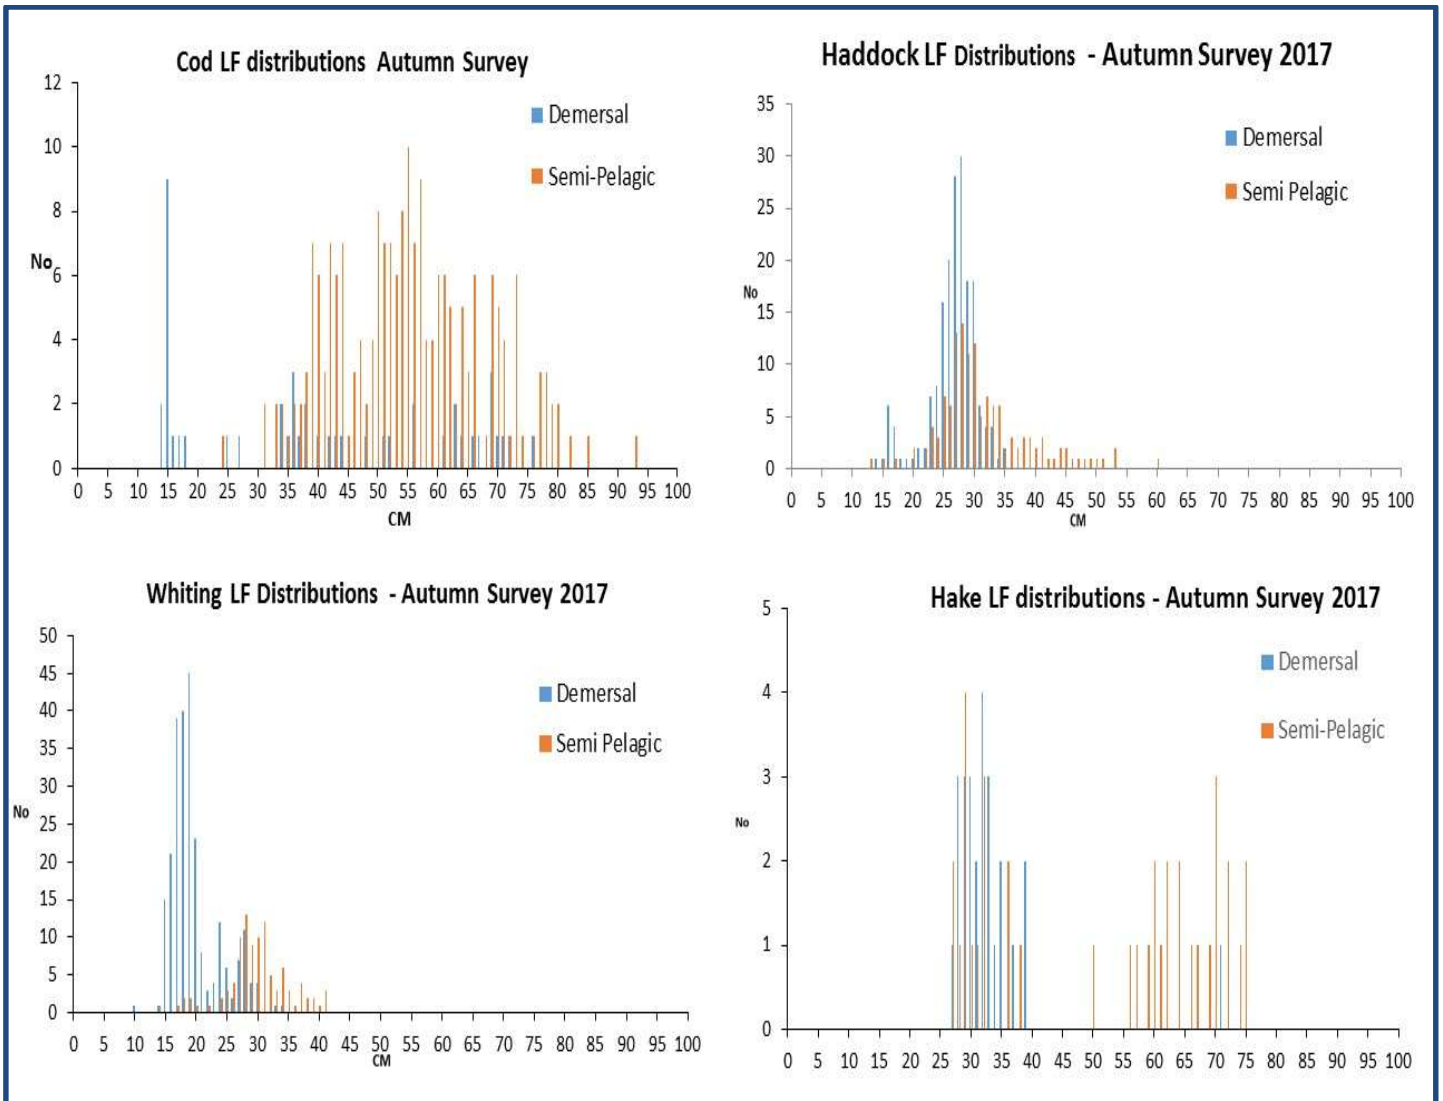 Cod LF distributions Autumn Survey
12
10
8
6
4
2
0
No
Demersal
Semi-Pelagic
0 5 10 15 20 25 30 35 40 45 50 55 60 65 70 75 80 85 90 95 100
CM
Haddock LF Distributions - Autumn Survey 2017
35
30
25
20
15
10
5
0
No
Demersal
Semi Pelagic
0 5 10 15 20 25 30 35 40 45 50 55 60 65 70 75 80 85 90 95 100
CM
Whiting LF Distributions - Autumn Survey 2017
50
45
40
35
30
25
20
15
10
5
0
No
Demersal
Semi Pelagic
0 5 10 15 20 25 30 35 40 45 50 55 60 65 70 75 80 85 90 95 100
CM
Hake LF distributions - Autumn Survey 2017
5
4
3
2
1
0
No
Demersal
Semi-Pelagic
0 5 10 15 20 25 30 35 40 45 50 55 60 65 70 75 80 85 90 95 100